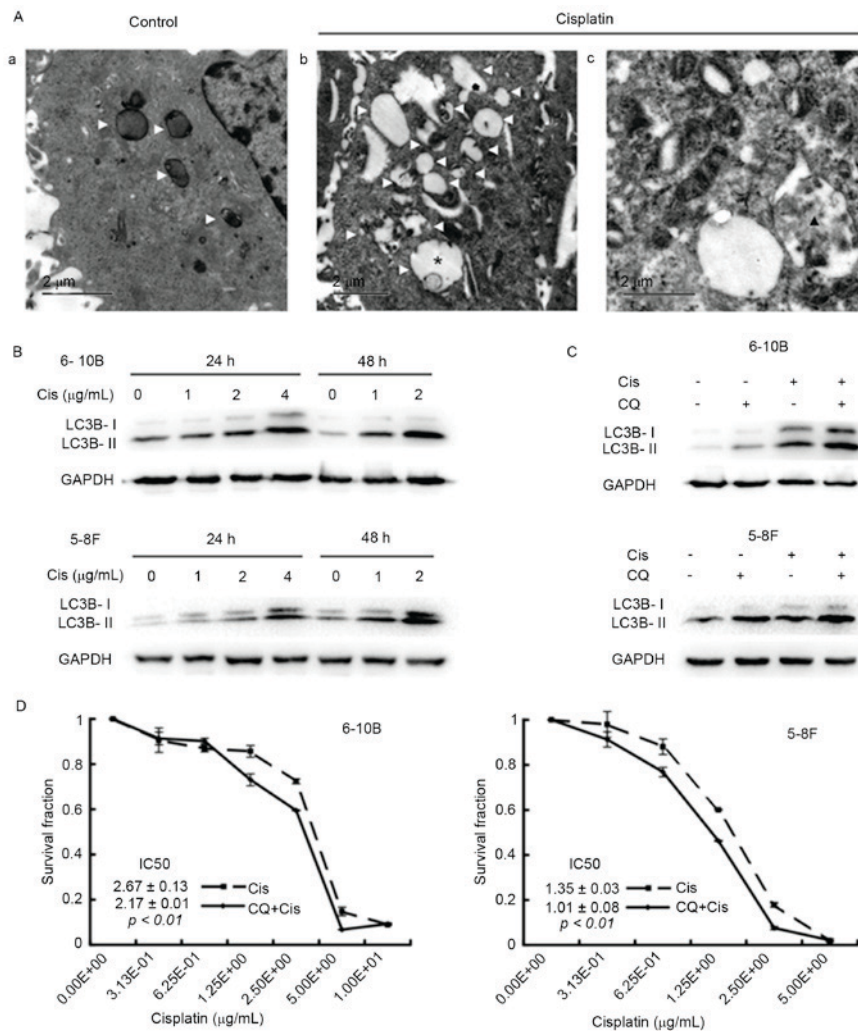 A
Control
Cisplatin
a
b
c
*
*
2 μm
2 μm
2 μm
B
6- 10B
24 h
48 h
Cis (μg/mL)
0 1 2 4 0 1 2
LC3B- I
LC3B- II
GAPDH
5-8F
24 h
48 h
Cis (μg/mL)
0 1 2 4 0 1 2
LC3B- I
LC3B- II
GAPDH
C
6-10B
Cis - - + +
CQ - + - +
LC3B- I
LC3B- II
GAPDH
5-8F
Cis - - + +
CQ - + - +
LC3B- I
LC3B- II
GAPDH
D
6-10B
Survival fraction
1
0.8
0.6
0.4
0.2
0
IC50
2.67 ± 0.13 Cis
2.17 ± 0.01 CQ+Cis
p < 0.01
0.00E+00 3.13E-01 6.25E-01 1.25E+00 2.50E+00 5.00E+00 1.00E+01
Cisplatin (μg/mL)
5-8F
Survival fraction
1
0.8
0.6
0.4
0.2
0
IC50
1.35 ± 0.03 Cis
1.01 ± 0.08 CQ+Cis
p < 0.01
0.00E+00 3.13E-01 6.25E-01 1.25E+00 2.50E+00 5.00E+00
Cisplatin (μg/mL)